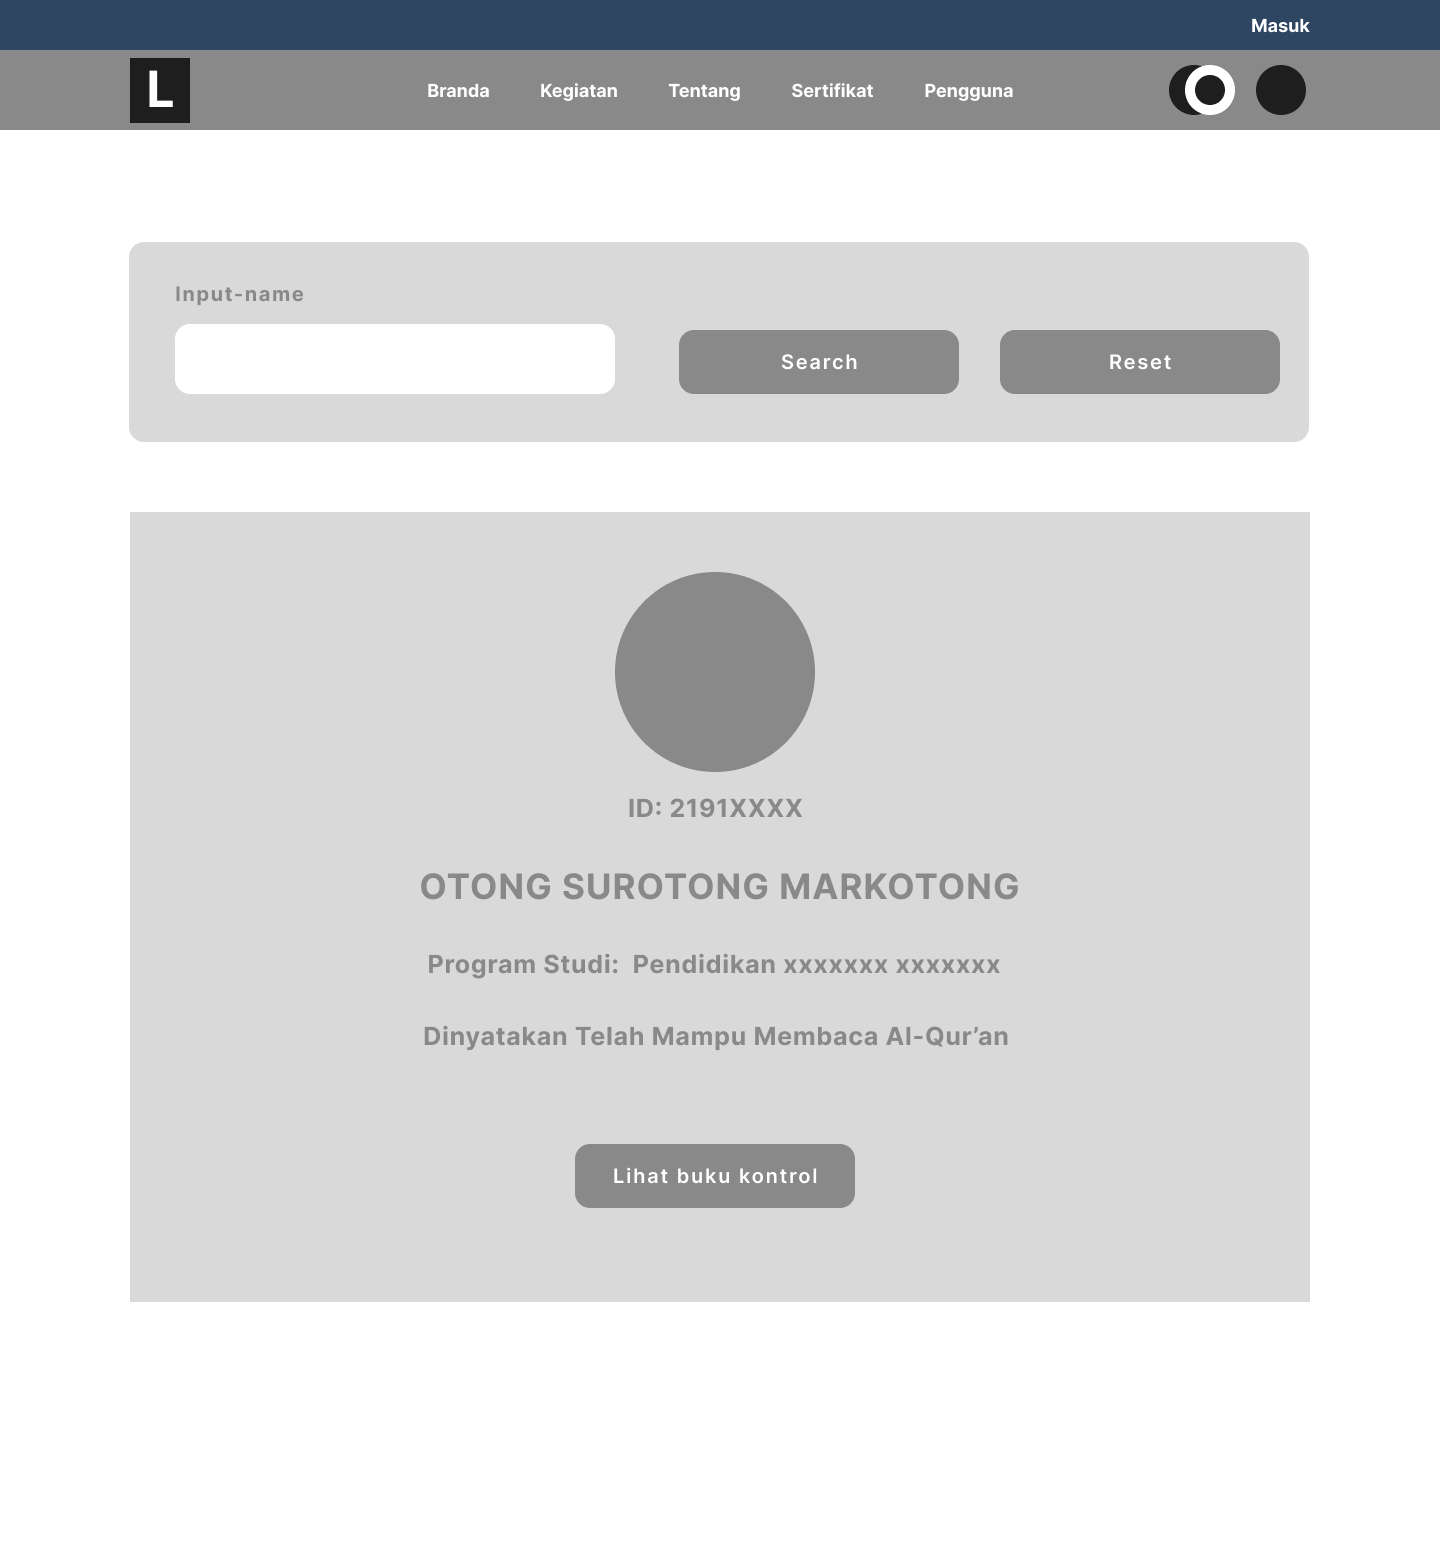 Masuk
L
Branda Kegiatan Tentang Sertifikat Pengguna
Input-name
Search Reset
ID: 2191XXXX
OTONG SUROTONG MARKOTONG
Program Studi:  Pendidikan xxxxxxx xxxxxxx
Dinyatakan Telah Mampu Membaca Al-Qur’an
Lihat buku kontrol